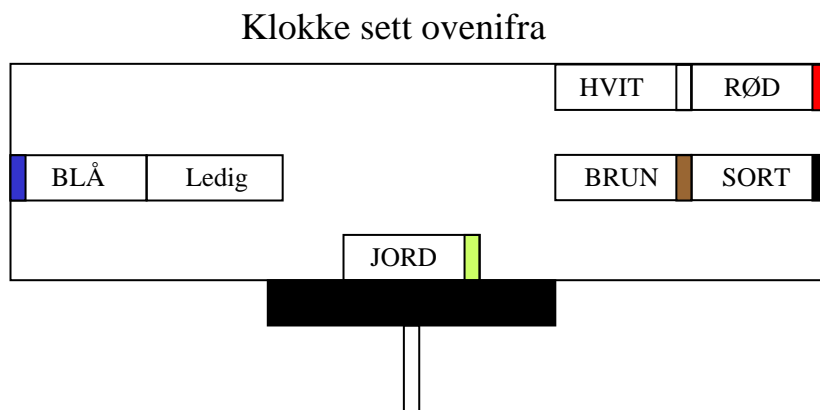 Klokke sett ovenifra
HVIT RØD
BLÅ Ledig BRUN SORT
JORD